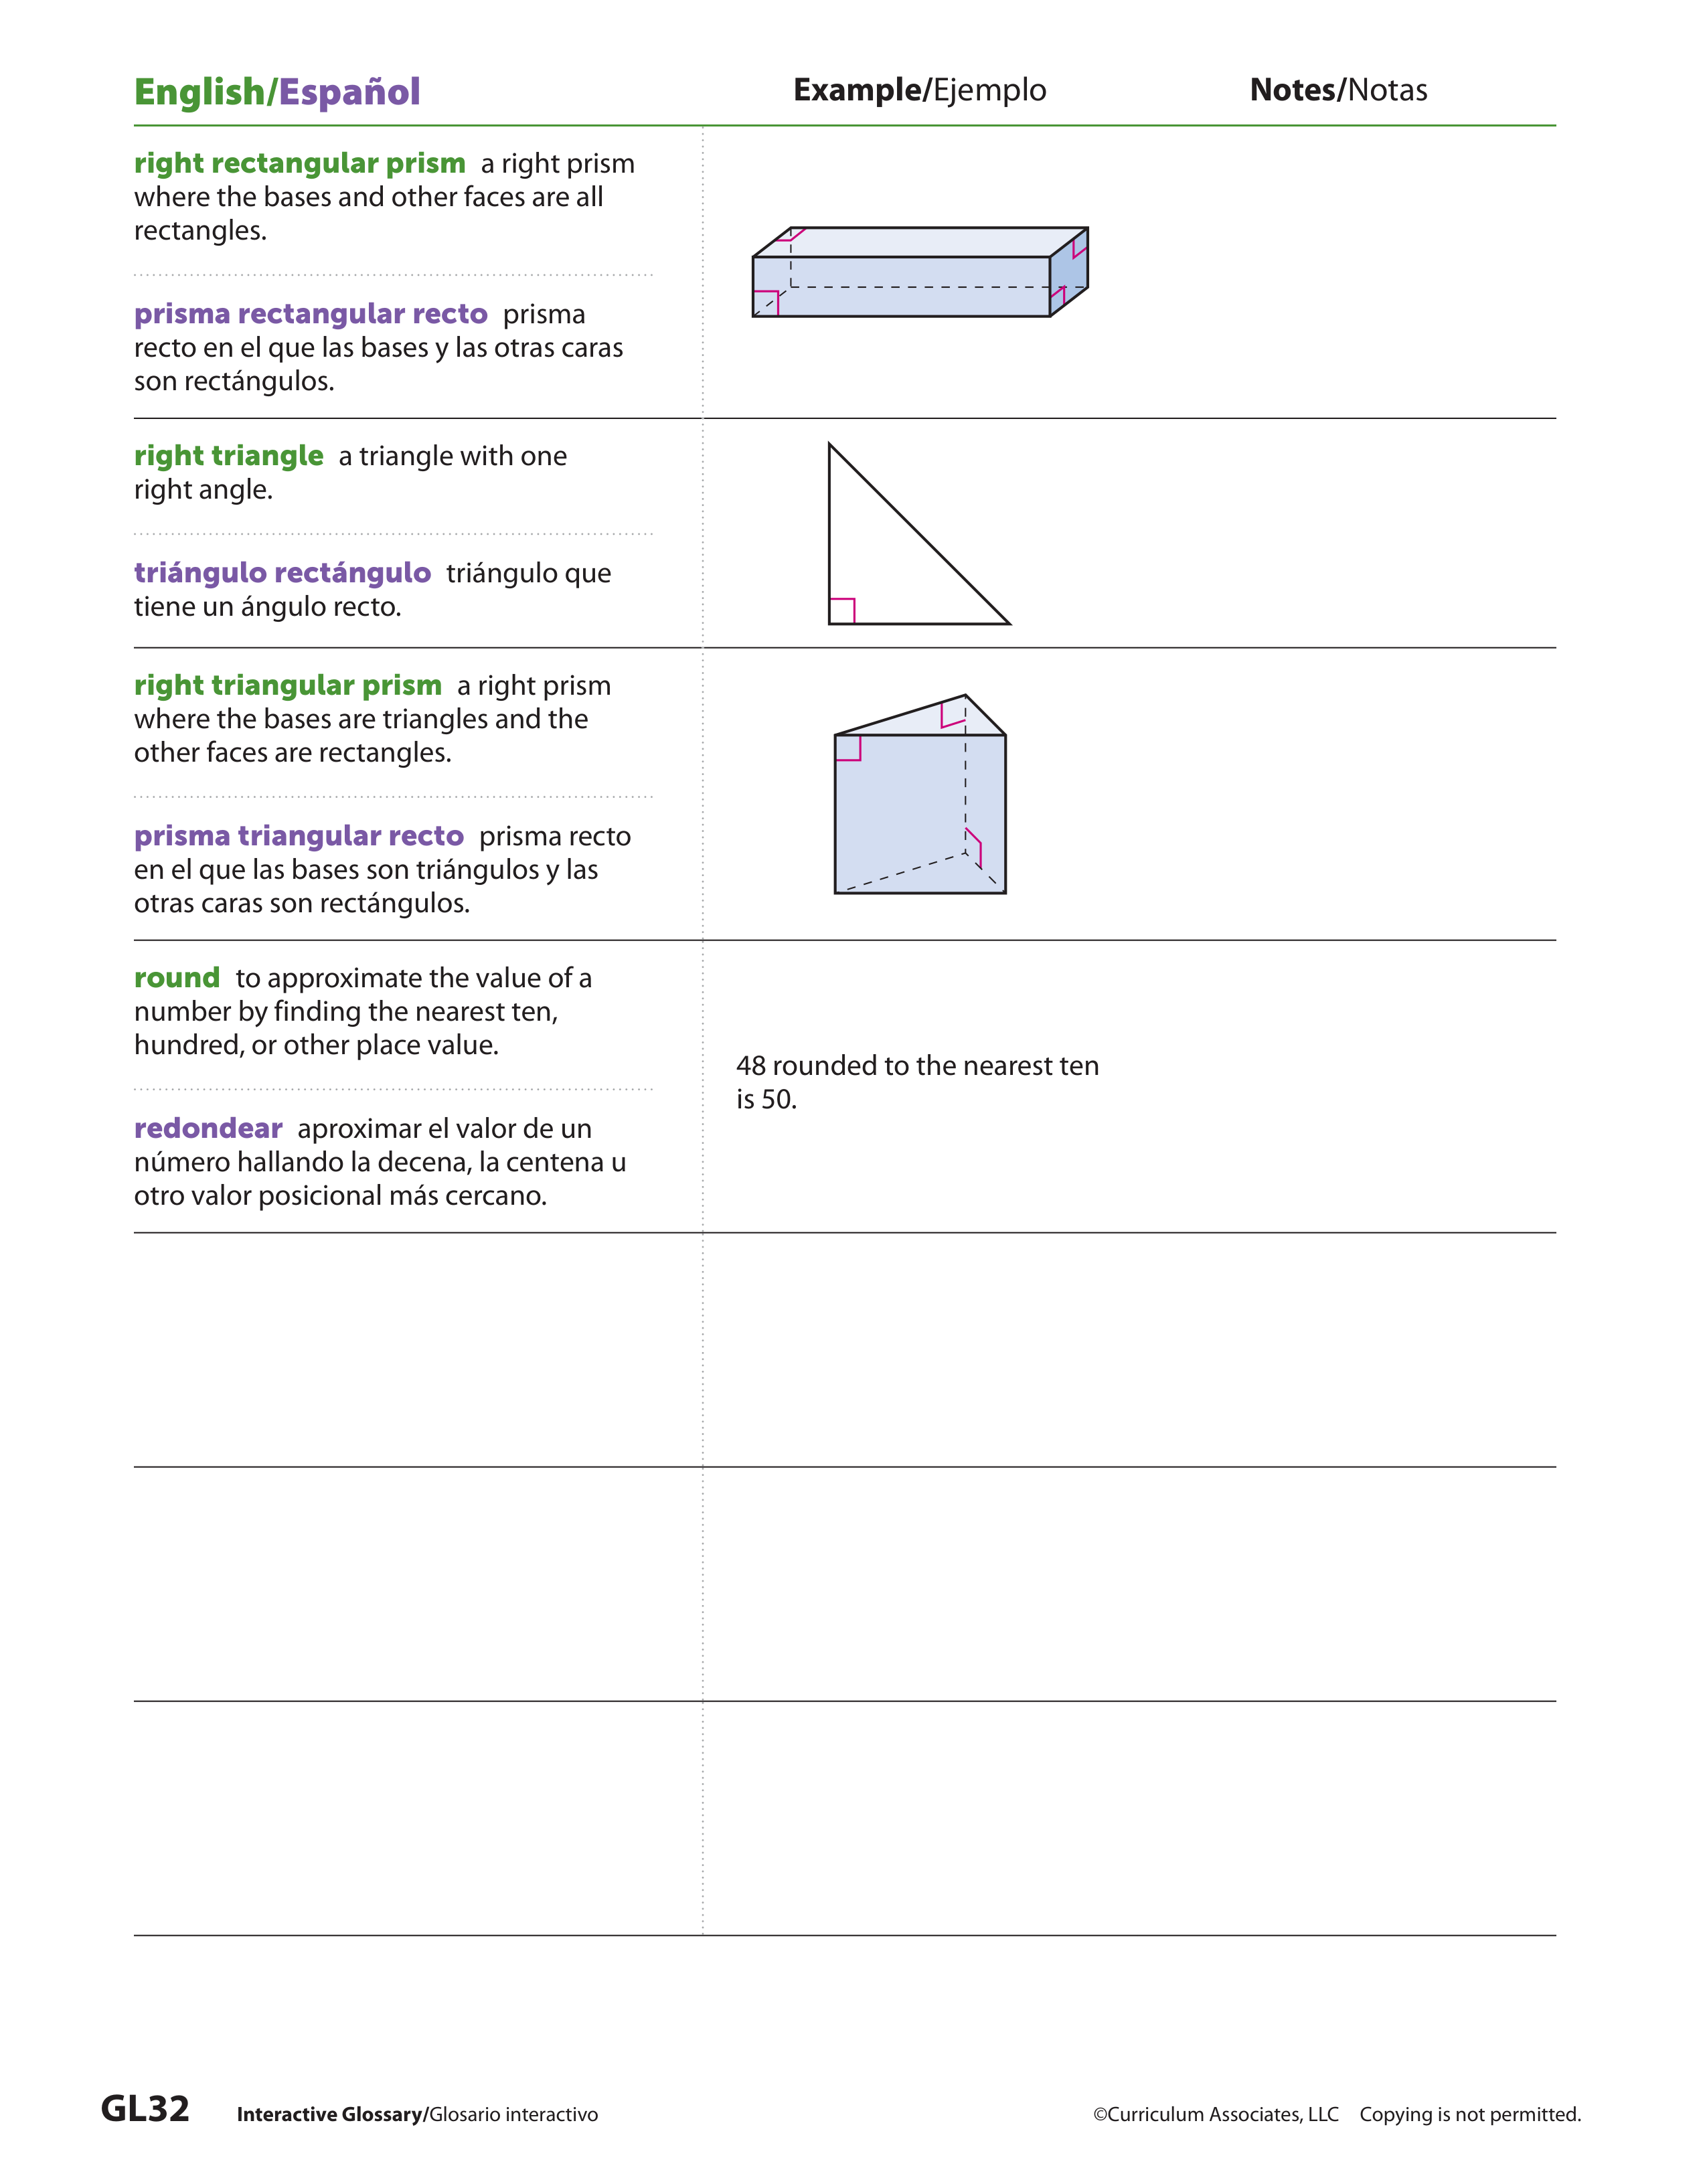 English/Español
Example/Ejemplo
Notes/Notas
right rectangular prism a right prism
where the bases and other faces are all
rectangles.
prisma rectangular recto prisma
recto en el que las bases y las otras caras
son rectángulos.
right triangle a triangle with one
right angle.
triángulo rectángulo triángulo que
tiene un ángulo recto.
right triangular prism a right prism
where the bases are triangles and the
other faces are rectangles.
prisma triangular recto prisma recto
en el que las bases son triángulos y las
otras caras son rectángulos.
round to approximate the value of a
number by finding the nearest ten,
hundred, or other place value.
redondear aproximar el valor de un
número hallando la decena, la centena u
otro valor posicional más cercano.
48 rounded to the nearest ten
is 50.
GL32
Interactive Glossary/Glosario interactivo
©Curriculum Associates, LLC Copying is not permitted.